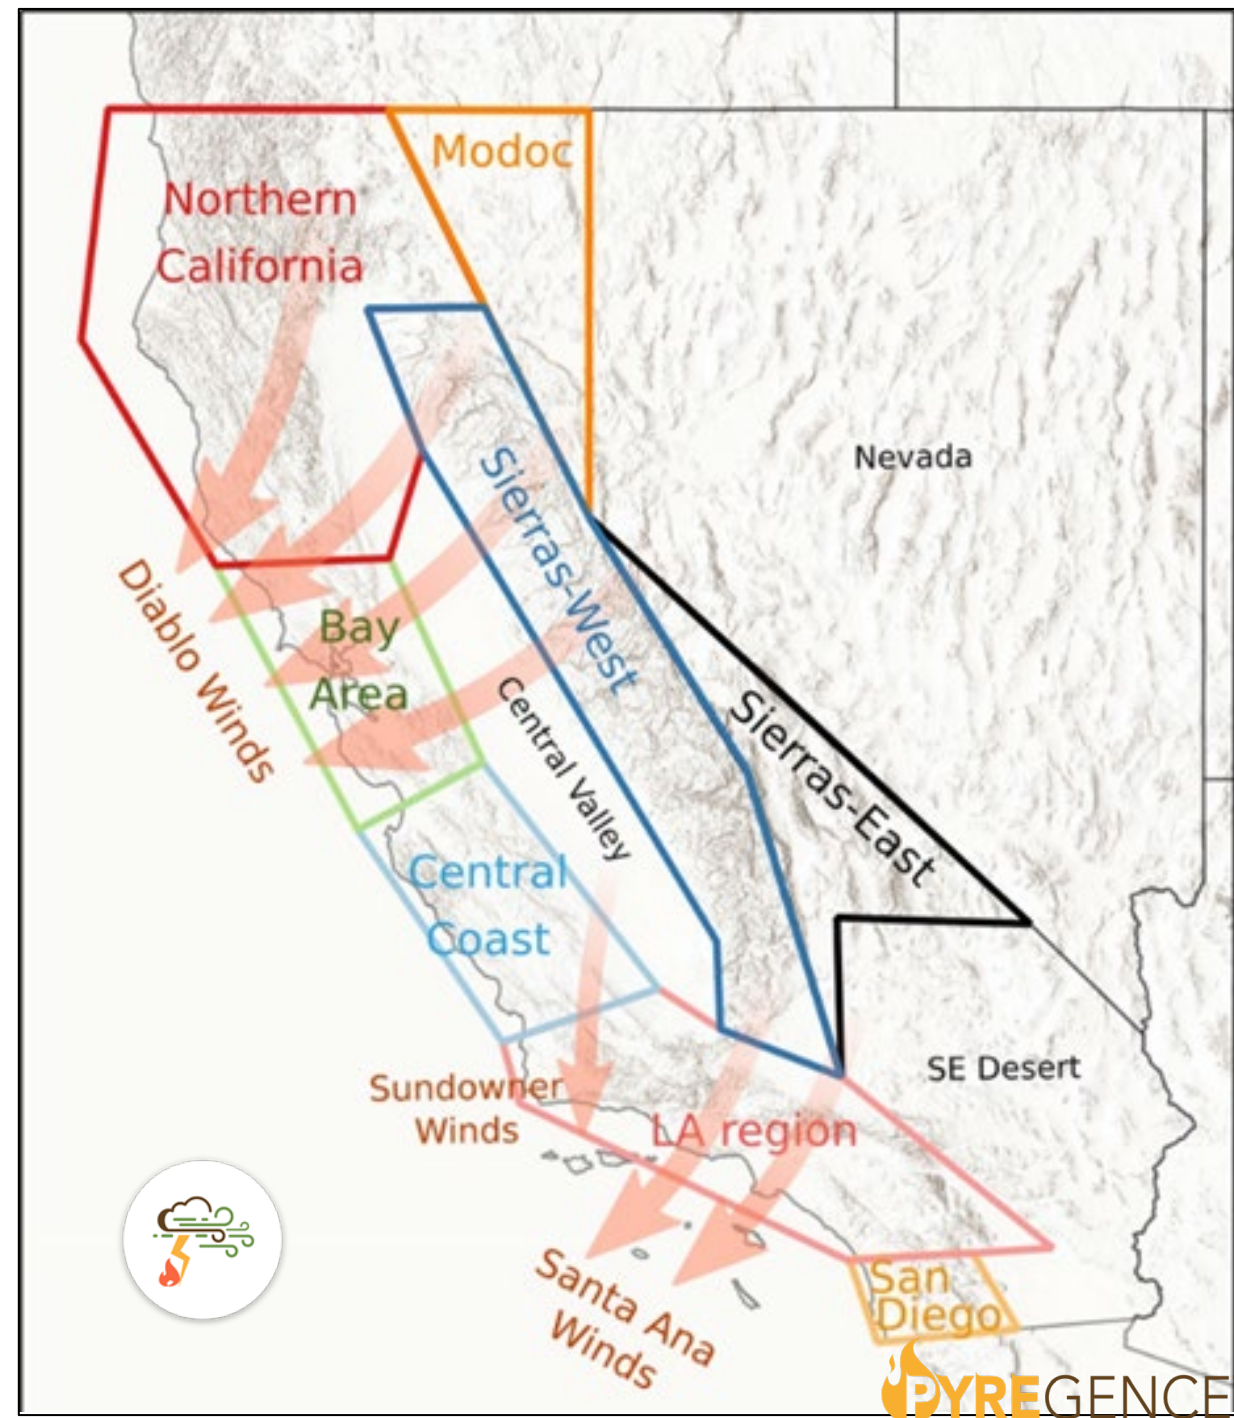 Modoc
Northern
California
Nevada
Sierras-West
Diablo Winds
Bay
Area
Central Valley
Sierras-East
Central
Coast
SE Desert
Sundowner
Winds
LA region
Santa Ana
Winds
San
Diego
PYREGENCE